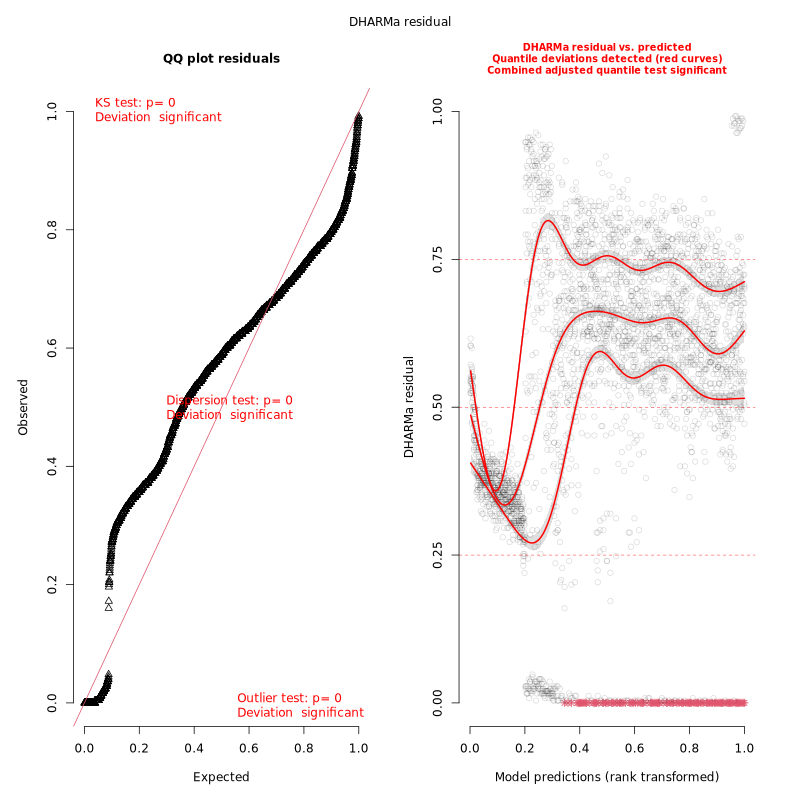 DHARMa residual
QQ plot residuals
KS test: p= 0
Deviation  significant
Dispersion test: p= 0
Deviation  significant
Outlier test: p= 0
Deviation  significant
Observed
0.0
0.2
0.4
0.6
0.8
1.0
0.0
0.2
0.4
0.6
0.8
1.0
Expected
DHARMa residual vs. predicted
Quantile deviations detected (red curves)
Combined adjusted quantile test significant
DHARMa residual
0.00
0.25
0.50
0.75
1.00
0.0
0.2
0.4
0.6
0.8
1.0
Model predictions (rank transformed)